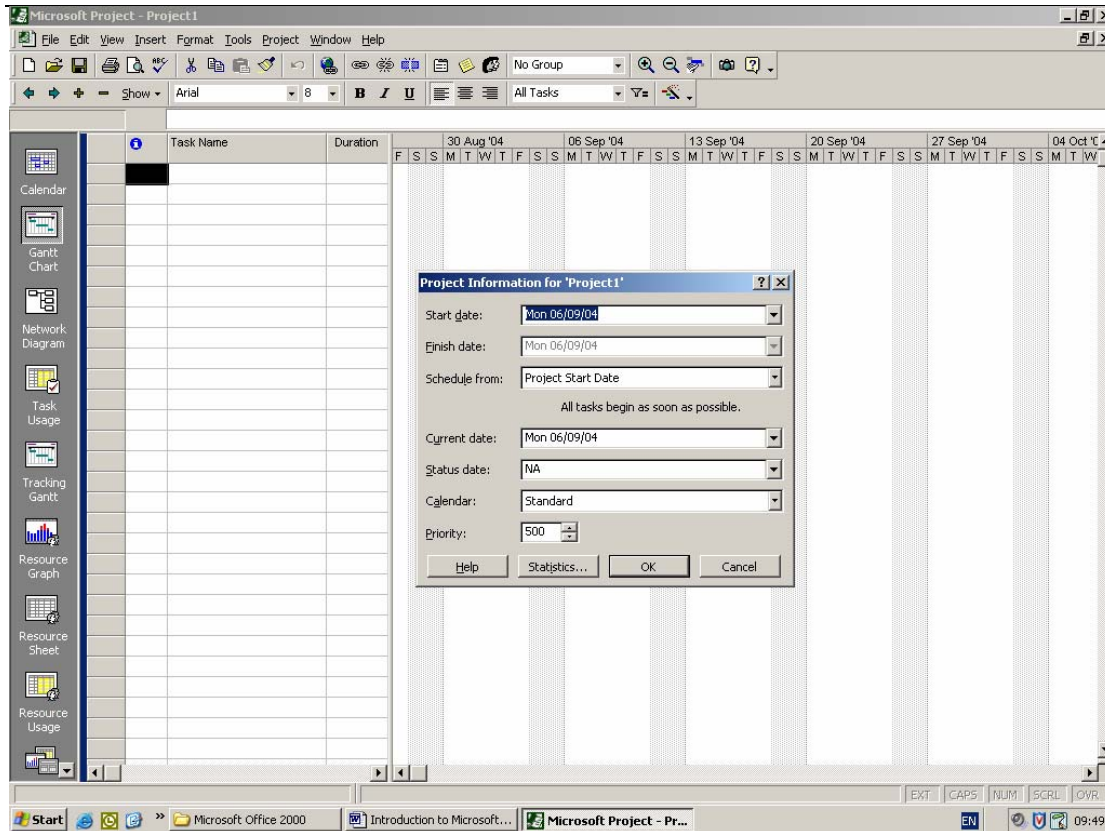 Microsoft Project - Project1
File Edit View Insert Format Tools Project Window Help
ABC No Group
Show Arial 8 B I U All Tasks
Task Name Duration 30 Aug '04 06 Sep '04 13 Sep '04 20 Sep '04 27 Sep '04
F S S M T W T F S S M T W T F S S M T W T F S S M T W T F S S M T W T F S S M T W
Calendar
Gantt
Chart
Network
Diagram
Task
Usage
Tracking
Gantt
Resource
Graph
Resource
Sheet
Resource
Usage
Project Information for 'Project1'
Start date: Mon 06/09/04
Finish date: Mon 06/09/04
Schedule from: Project Start Date
All tasks begin as soon as possible.
Current date: Mon 06/09/04
Status date: NA
Calendar: Standard
Priority: 500
Help Statistics... OK Cancel
EXT CAPS NUM SCRL OVR
Start » Microsoft Office 2000 Introduction to Microsoft... Microsoft Project - Pr... EN 09:49